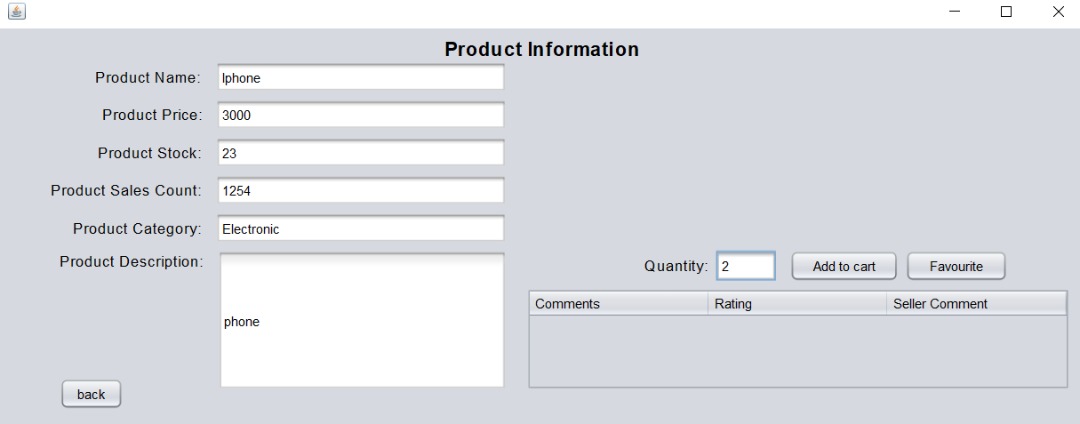 Product Information
Product Name: Iphone
Product Price: 3000
Product Stock: 23
Product Sales Count: 1254
Product Category: Electronic
Product Description: phone
Quantity: 2 Add to cart Favourite
Comments Rating Seller Comment
back